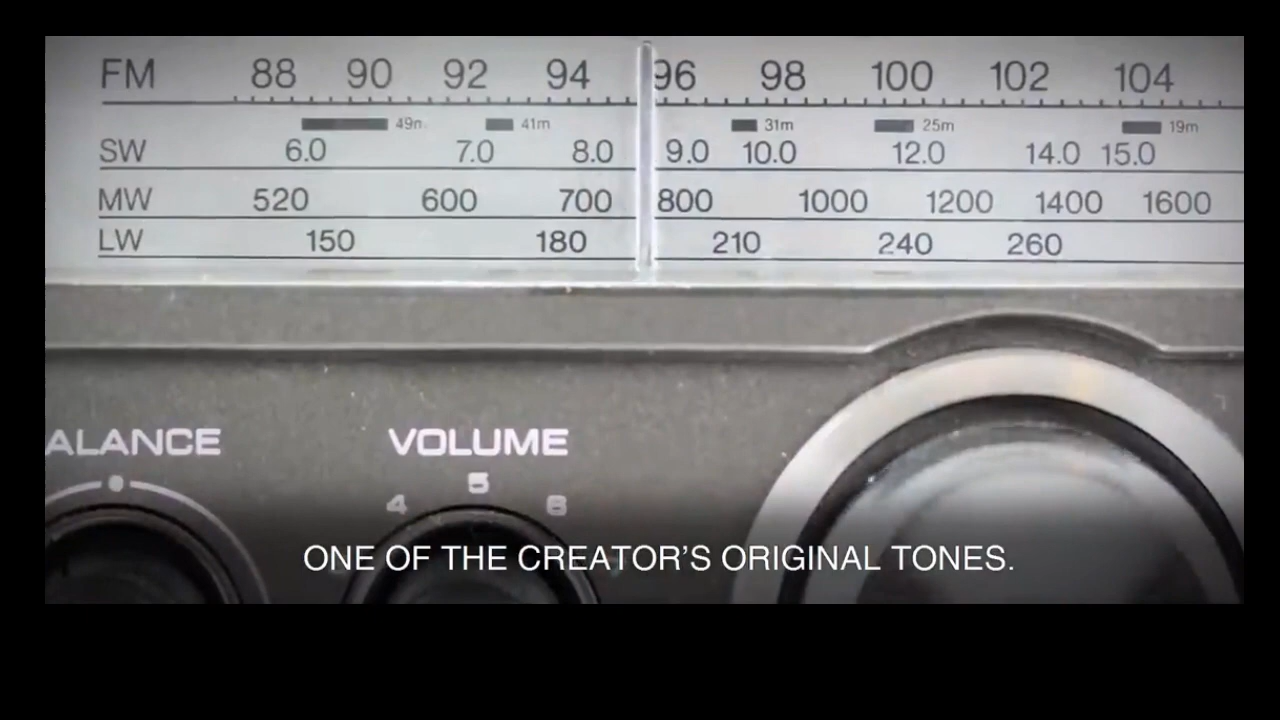 FM 88 90 92 94 96 98 100 102 104
49m 41m 31m 25m 19m
SW 6.0 7.0 8.0 9.0 10.0 12.0 14.0 15.0
MW 520 600 700 800 1000 1200 1400 1600
LW 150 180 210 240 260
ALANCE VOLUME
4 5 6
ONE OF THE CREATOR’S ORIGINAL TONES.